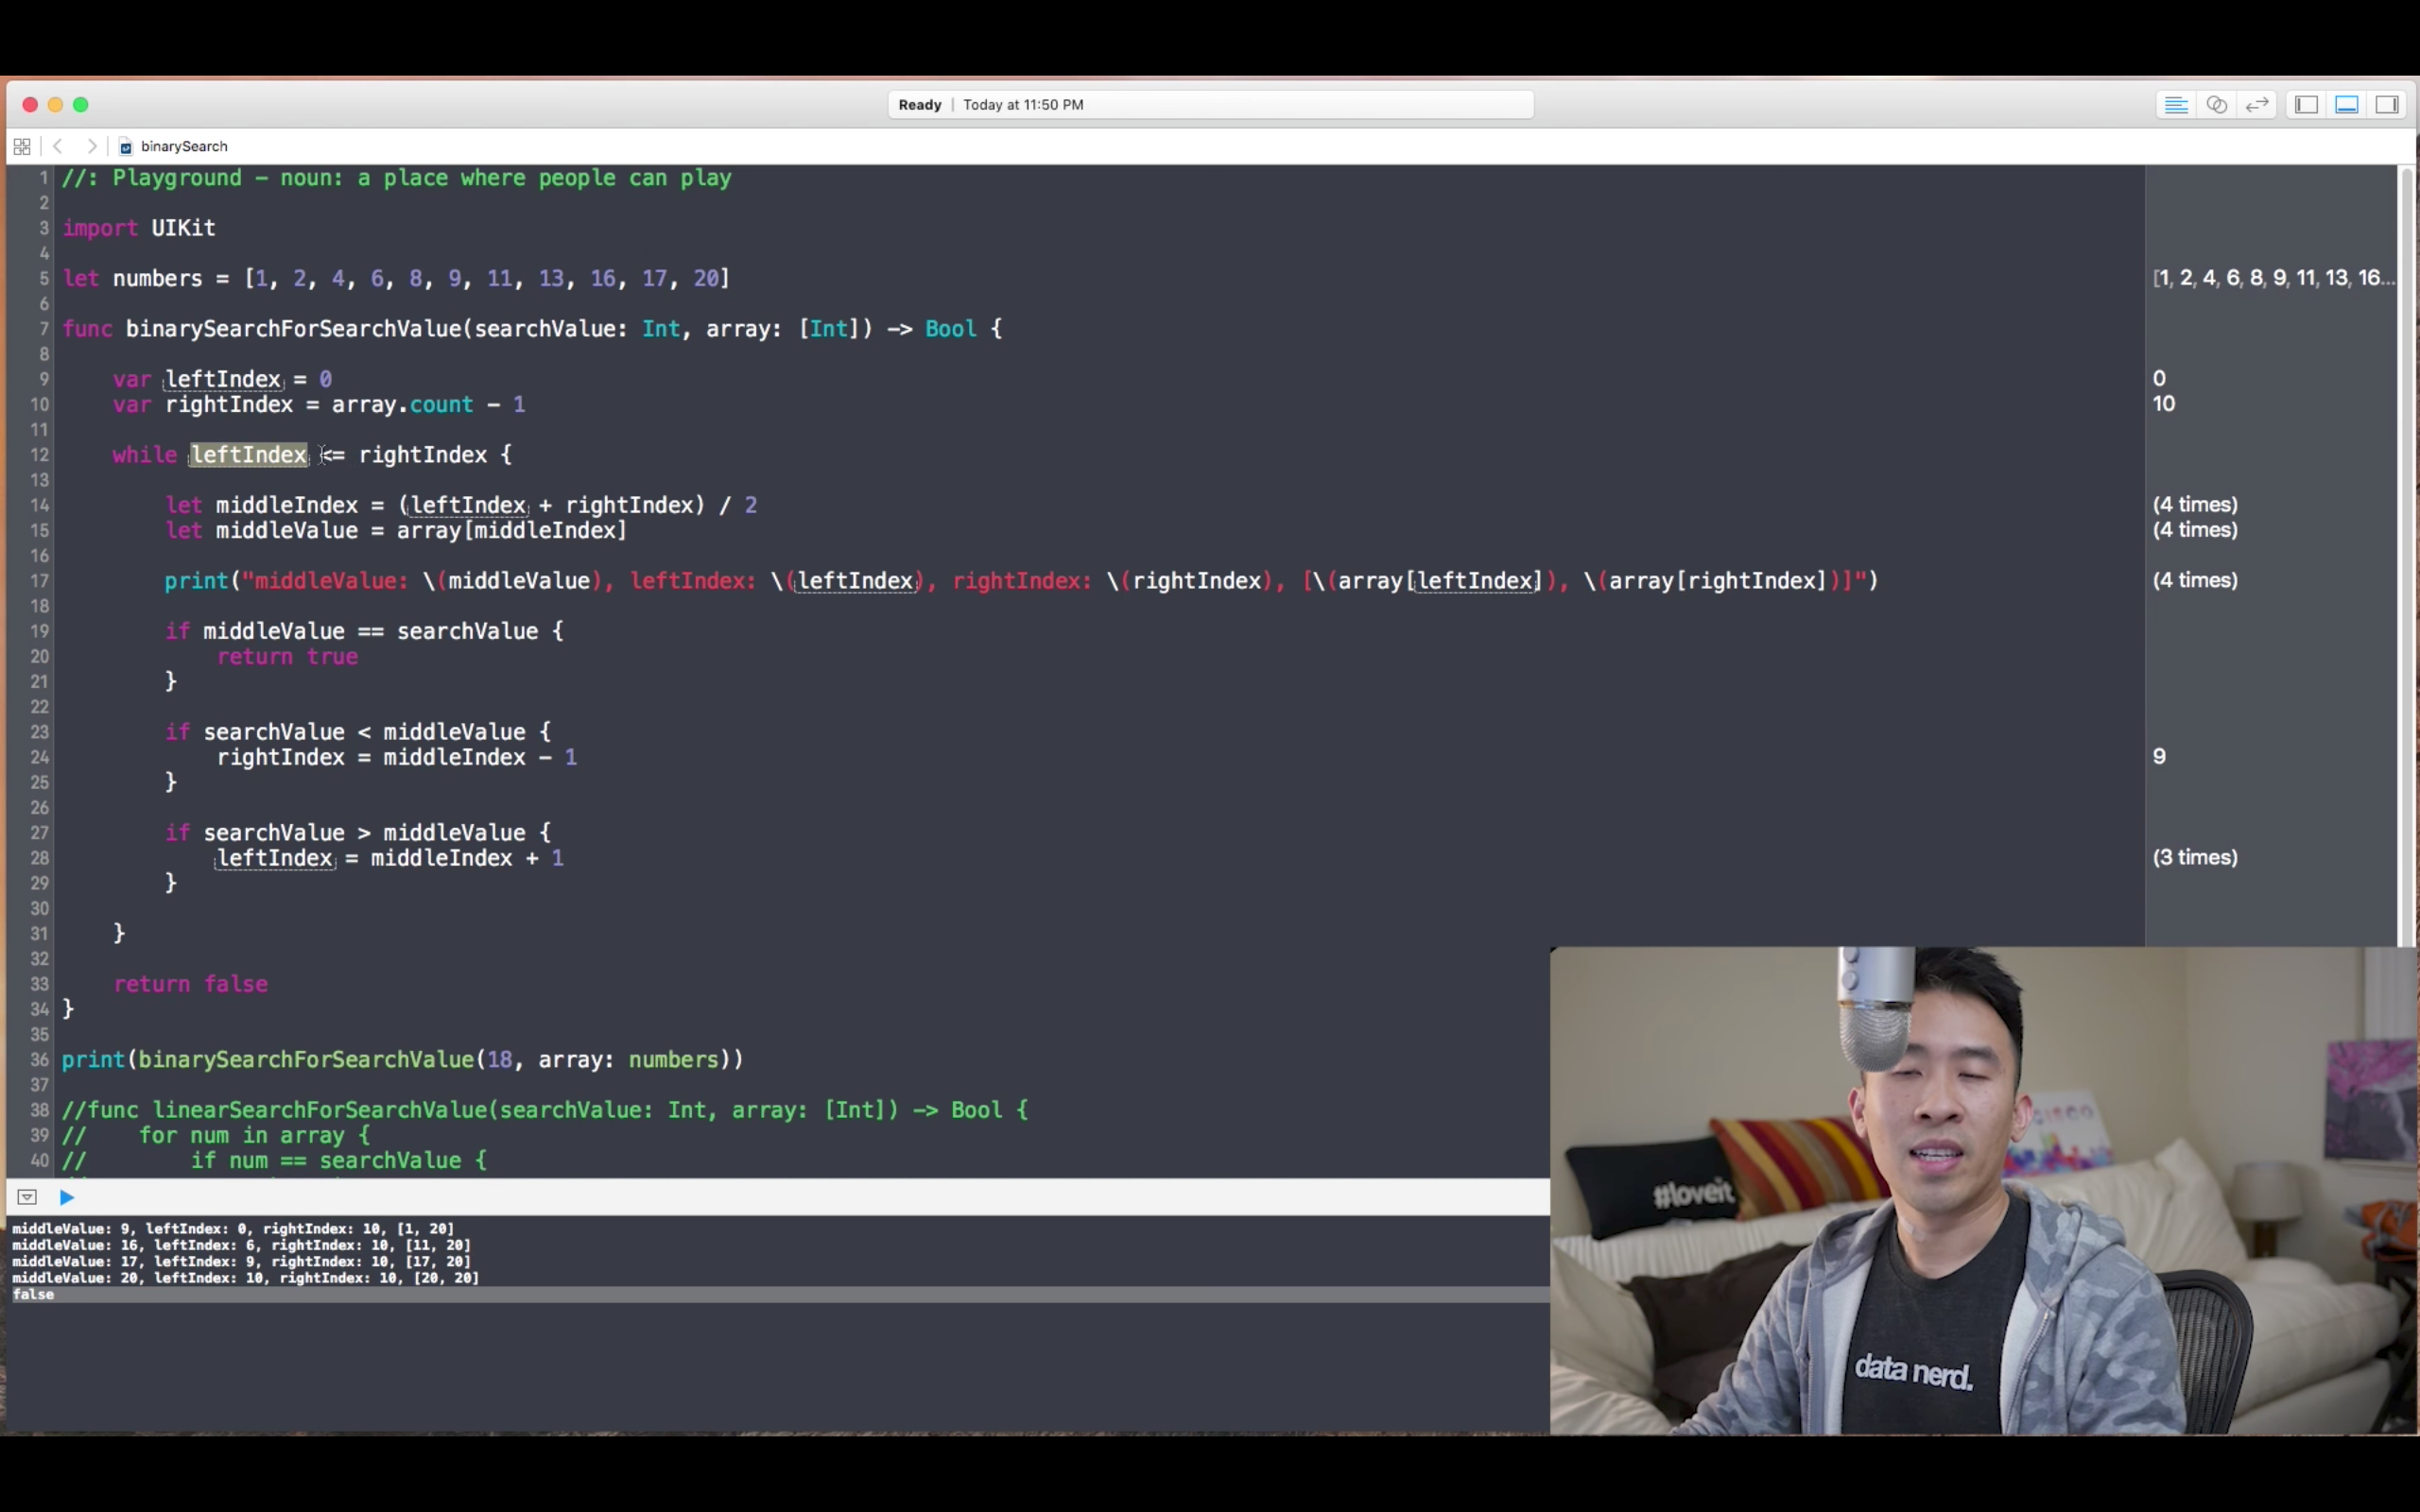 Ready | Today at 11:50 PM
binarySearch
1 //: Playground – noun: a place where people can play
2
3 import UIKit
4
5 let numbers = [1, 2, 4, 6, 8, 9, 11, 13, 16, 17, 20] [1, 2, 4, 6, 8, 9, 11, 13, 16...
6
7 func binarySearchForSearchValue(searchValue: Int, array: [Int]) -> Bool {
8
9 var leftIndex = 0 0
10 var rightIndex = array.count - 1 10
11
12 while leftIndex <= rightIndex {
13
14 let middleIndex = (leftIndex + rightIndex) / 2 (4 times)
15 let middleValue = array[middleIndex] (4 times)
16
17 print("middleValue: \(middleValue), leftIndex: \(leftIndex), rightIndex: \(rightIndex), [\(array[leftIndex]), \(array[rightIndex])]") (4 times)
18
19 if middleValue == searchValue {
20 return true
21 }
22
23 if searchValue < middleValue {
24 rightIndex = middleIndex - 1 9
25 }
26
27 if searchValue > middleValue {
28 leftIndex = middleIndex + 1 (3 times)
29 }
30
31 }
32
33 return false
34 }
35
36 print(binarySearchForSearchValue(18, array: numbers))
37
38 //func linearSearchForSearchValue(searchValue: Int, array: [Int]) -> Bool {
39 // for num in array {
40 // if num == searchValue {
middleValue: 9, leftIndex: 0, rightIndex: 10, [1, 20]
middleValue: 16, leftIndex: 6, rightIndex: 10, [11, 20]
middleValue: 17, leftIndex: 9, rightIndex: 10, [17, 20]
middleValue: 20, leftIndex: 10, rightIndex: 10, [20, 20]
false
#loveit
data nerd.